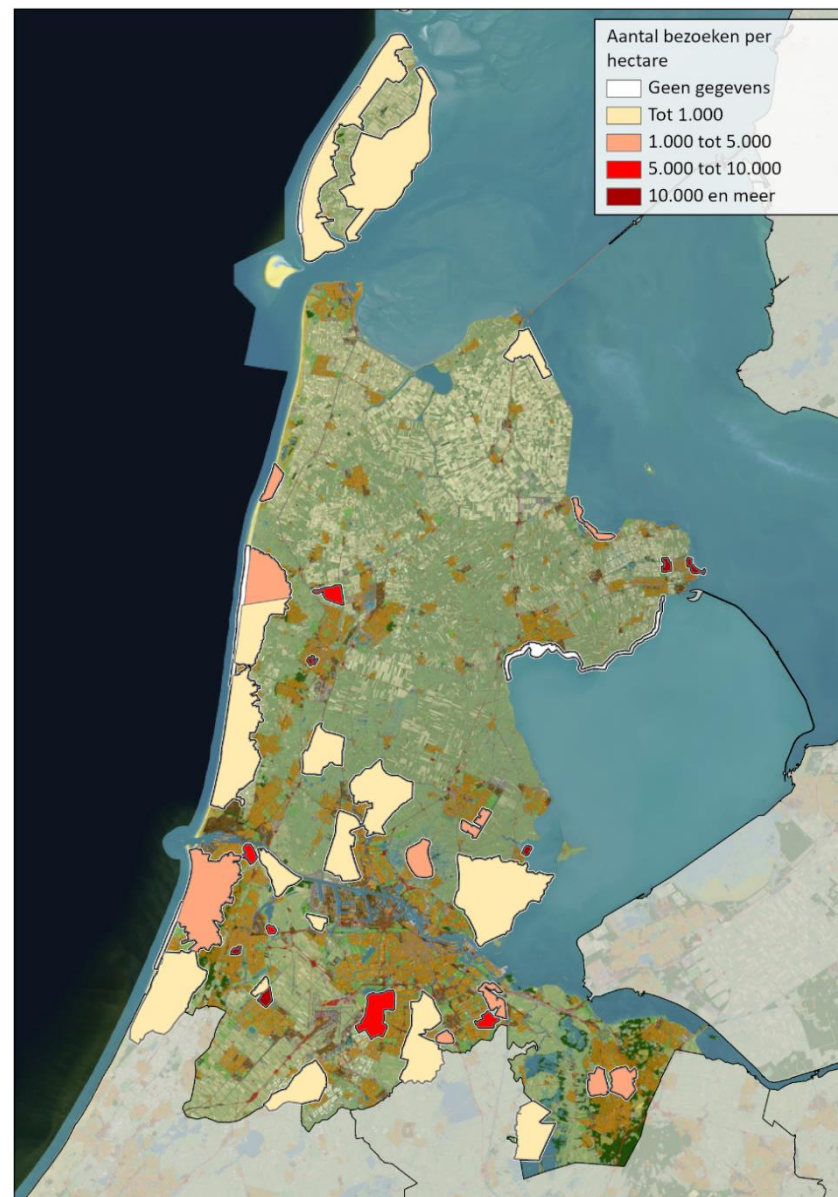 Aantal bezoeken per
hectare
Geen gegevens
Tot 1.000
1.000 tot 5.000
5.000 tot 10.000
10.000 en meer